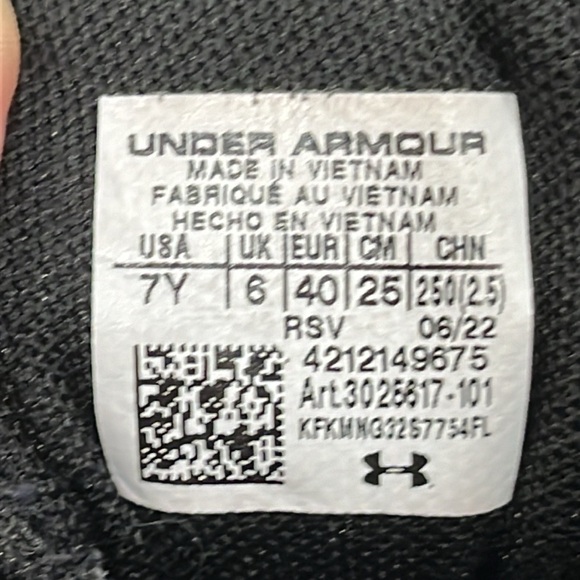 UNDER ARMOUR
MADE IN VIETNAM
FABRIQUÉ AU VIETNAM
HECHO EN VIETNAM
USA | UK | EUR | CM | CHN
7Y | 6 | 40 | 25 | 250(2.5)
RSV 06/22
4212149675
Art.3025617-101